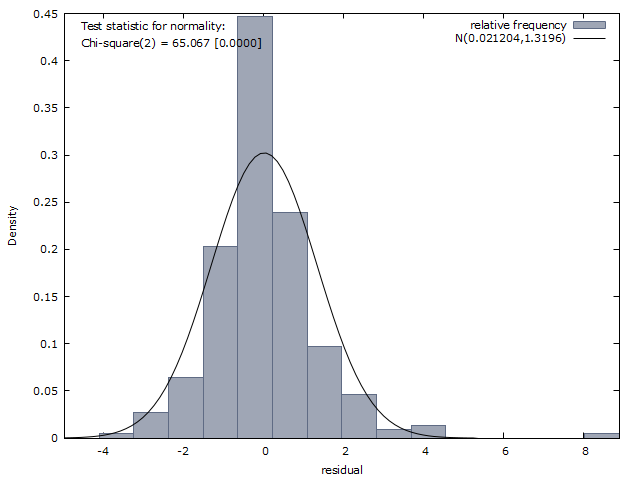 Test statistic for normality:
Chi-square(2) = 65.067 [0.0000]
relative frequency
N(0.021204,1.3196)
0.45
0.4
0.35
0.3
0.25
0.2
0.15
0.1
0.05
0
Density
-4
-2
0
2
4
6
8
residual